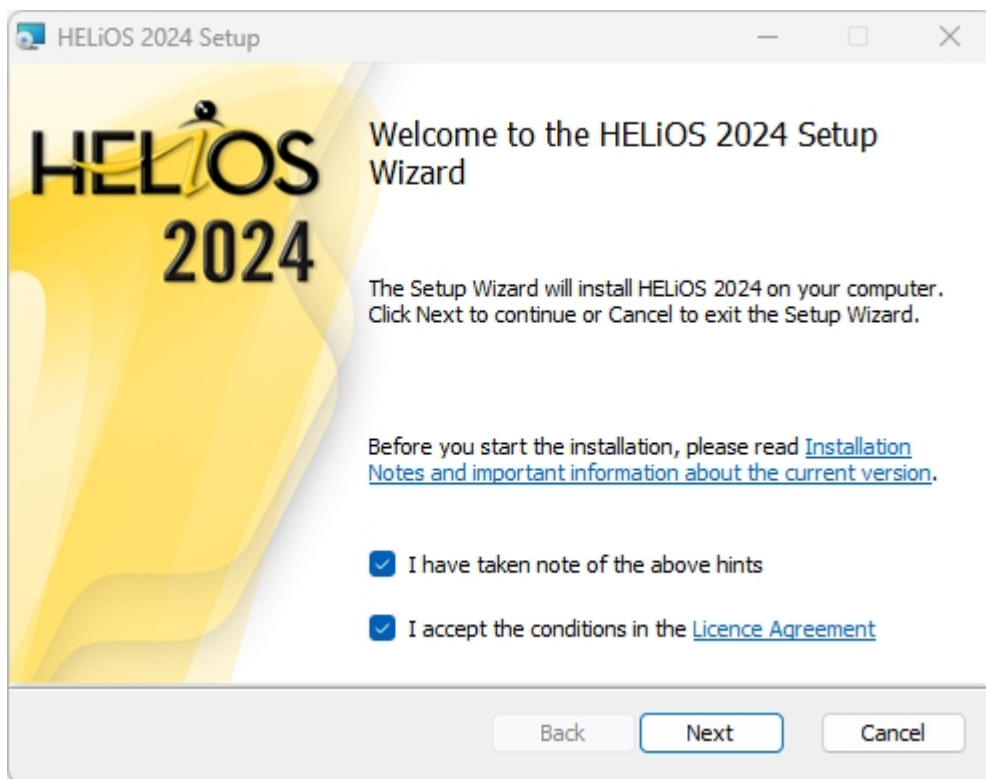 HELiOS 2024 Setup
HELiOS
2024
Welcome to the HELiOS 2024 Setup
Wizard
The Setup Wizard will install HELiOS 2024 on your computer.
Click Next to continue or Cancel to exit the Setup Wizard.
Before you start the installation, please read Installation
Notes and important information about the current version.
I have taken note of the above hints
I accept the conditions in the Licence Agreement
Back Next Cancel